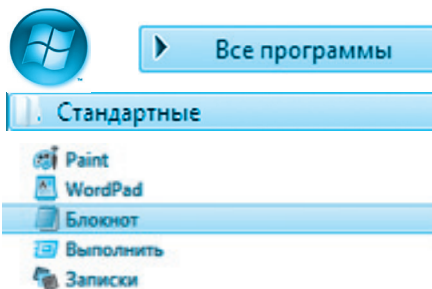 Все программы
Стандартные
Paint
WordPad
Блокнот
Выполнить
Записки